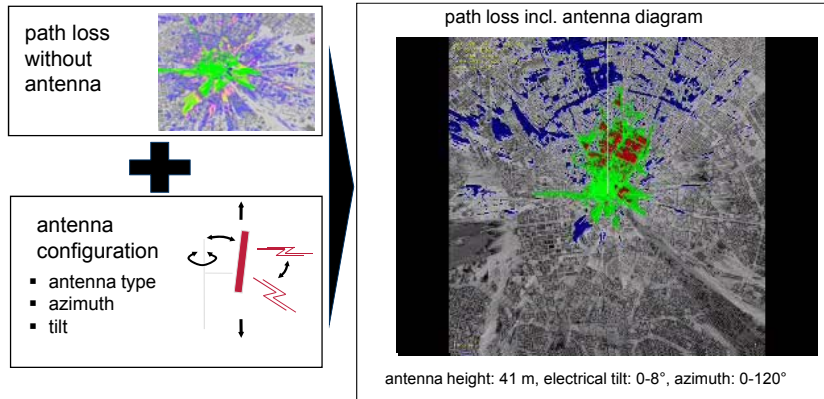 path loss
without
antenna
antenna
configuration
▪ antenna type
▪ azimuth
▪ tilt
path loss incl. antenna diagram
antenna height: 41 m, electrical tilt: 0-8°, azimuth: 0-120°